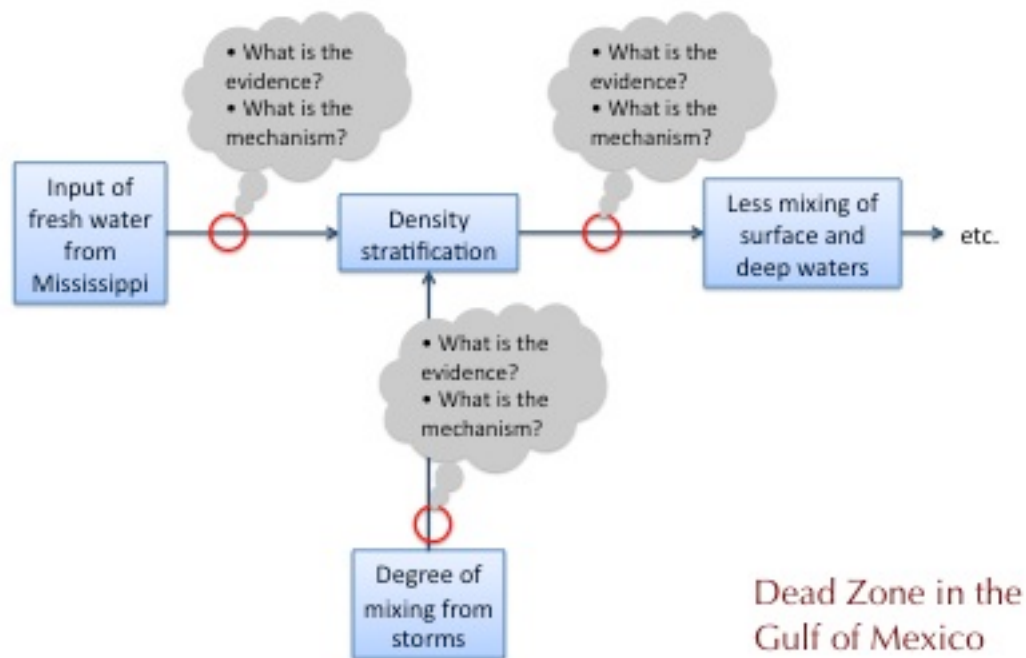 • What is the
evidence?
• What is the
mechanism?
• What is the
evidence?
• What is the
mechanism?
Input of
fresh water
from
Mississippi
Density
stratification
Less mixing of
surface and
deep waters
etc.
• What is the
evidence?
• What is the
mechanism?
Degree of
mixing from
storms
Dead Zone in the
Gulf of Mexico